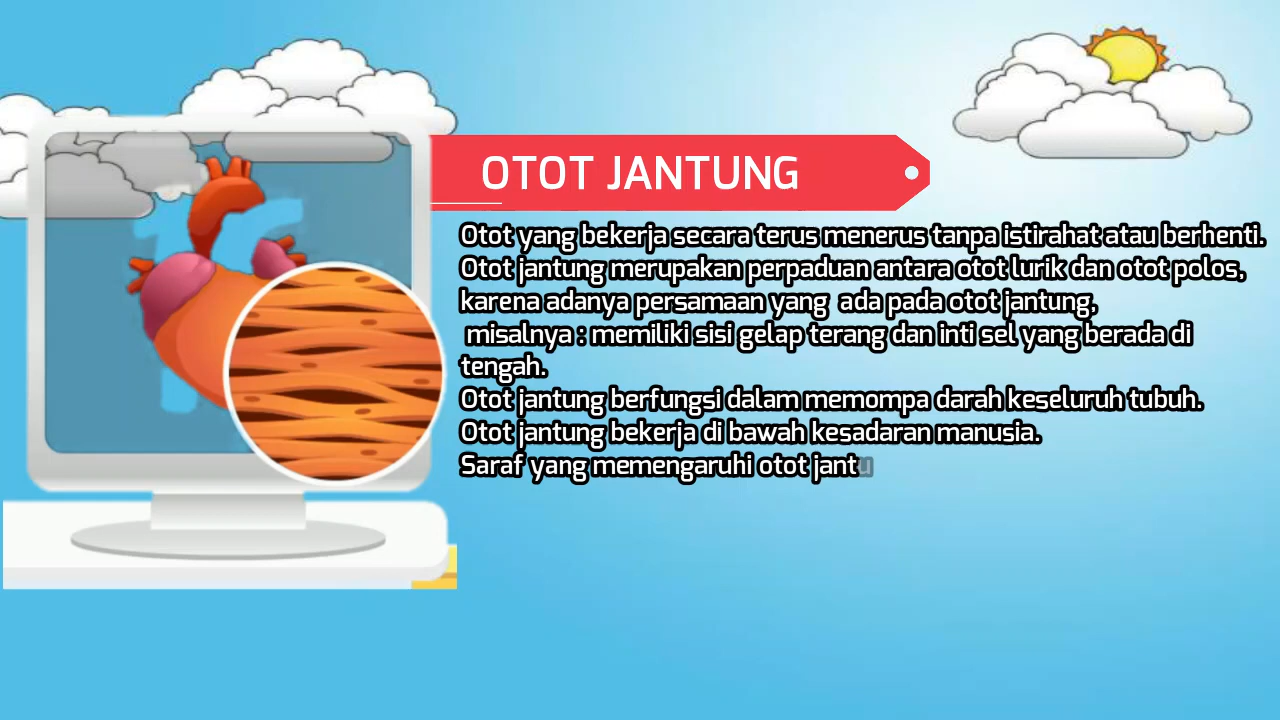 OTOT JANTUNG
Otot yang bekerja secara terus menerus tanpa istirahat atau berhenti.
Otot jantung merupakan perpaduan antara otot lurik dan otot polos,
karena adanya persamaan yang  ada pada otot jantung,
misalnya : memiliki sisi gelap terang dan inti sel yang berada di
tengah.
Otot jantung berfungsi dalam memompa darah keseluruh tubuh.
Otot jantung bekerja di bawah kesadaran manusia.
Saraf yang memengaruhi otot jantu